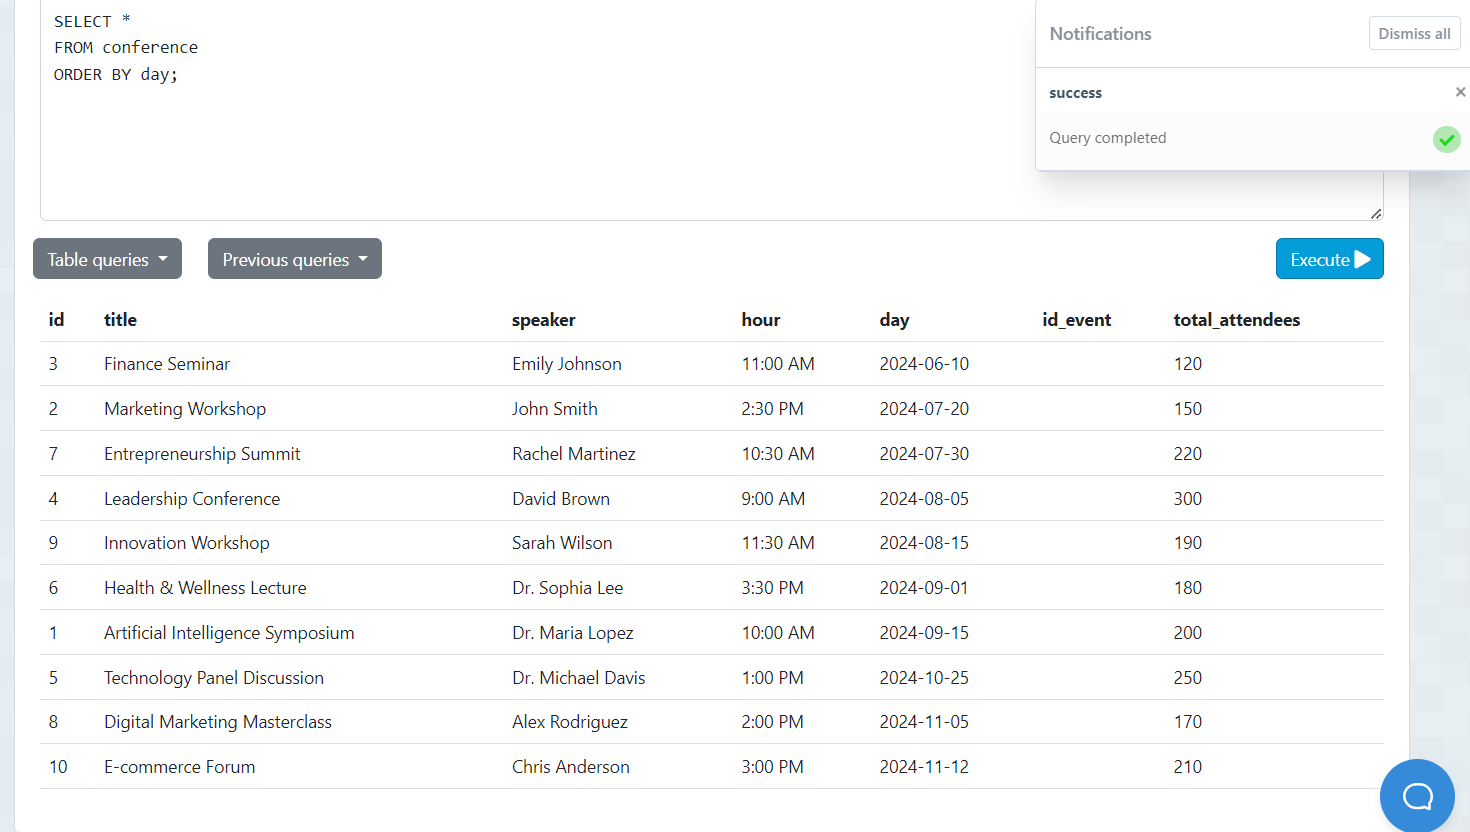 SELECT *
FROM conference
ORDER BY day;
Notifications Dismiss all
success ×
Query completed
Table queries Previous queries Execute
id title speaker hour day id_event total_attendees
3 Finance Seminar Emily Johnson 11:00 AM 2024-06-10 120
2 Marketing Workshop John Smith 2:30 PM 2024-07-20 150
7 Entrepreneurship Summit Rachel Martinez 10:30 AM 2024-07-30 220
4 Leadership Conference David Brown 9:00 AM 2024-08-05 300
9 Innovation Workshop Sarah Wilson 11:30 AM 2024-08-15 190
6 Health & Wellness Lecture Dr. Sophia Lee 3:30 PM 2024-09-01 180
1 Artificial Intelligence Symposium Dr. Maria Lopez 10:00 AM 2024-09-15 200
5 Technology Panel Discussion Dr. Michael Davis 1:00 PM 2024-10-25 250
8 Digital Marketing Masterclass Alex Rodriguez 2:00 PM 2024-11-05 170
10 E-commerce Forum Chris Anderson 3:00 PM 2024-11-12 210